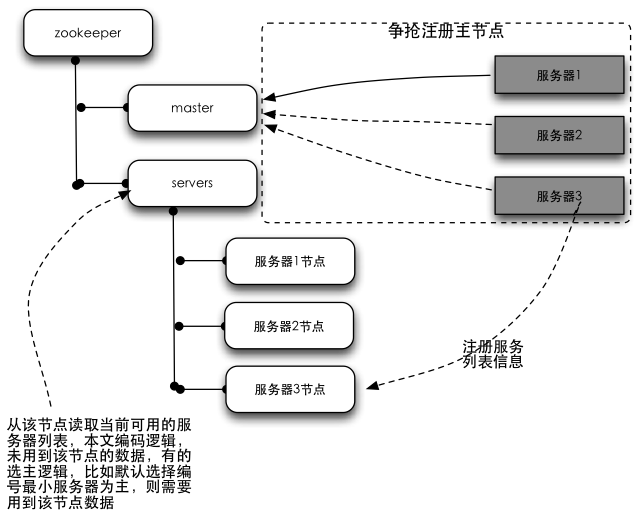 zookeeper
争抢注册主节点
服务器1
master
服务器2
servers
服务器3
服务器1节点
服务器2节点
注册服务
列表信息
服务器3节点
从该节点读取当前可用的服
务器列表，本文编码逻辑，
未用到该节点的数据，有的
选主逻辑，比如默认选择编
号最小服务器为主，则需要
用到该节点数据